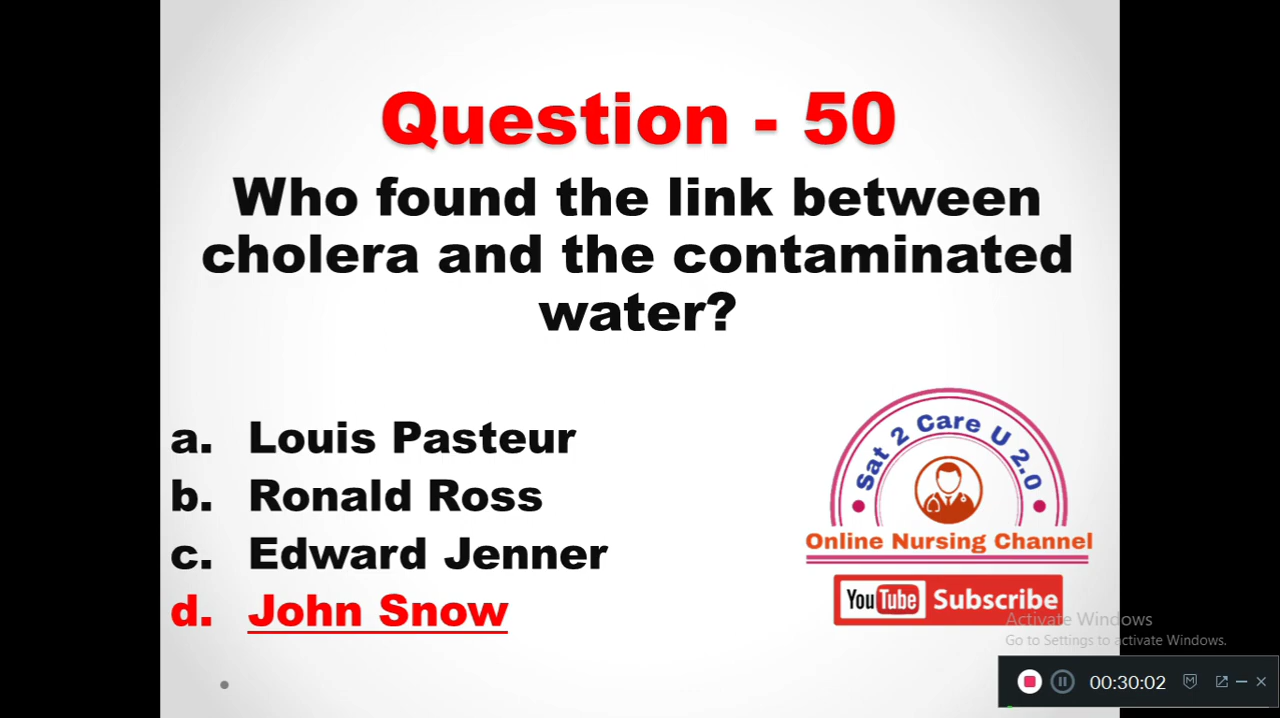 Question - 50
Who found the link between
cholera and the contaminated
water?
a. Louis Pasteur
b. Ronald Ross
c. Edward Jenner
d. John Snow
Sat 2 Care U 2.0
Online Nursing Channel
YouTube Subscribe
Activate Windows
Go to Settings to activate Windows.
00:30:02